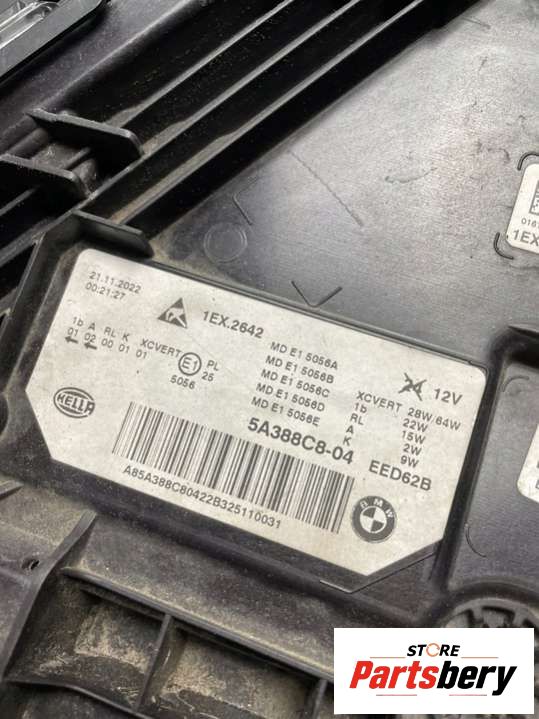 21.11.2022
00:21:27
1EX.2642
MD E1 5056A
MD E1 5056B
MD E1 5056C
MD E1 5056D
MD E1 5056E
12V
XCVERT 28W/64W
1b 22W
RL 15W
A 2W
K 9W
1b A RL K XCVERT E1 PL
01 02 00 01 01 25
5056
HELLA
5A388C8-04
EED62B
A85A388C80422B325110031
BMW
1EX
STORE
Partsbery